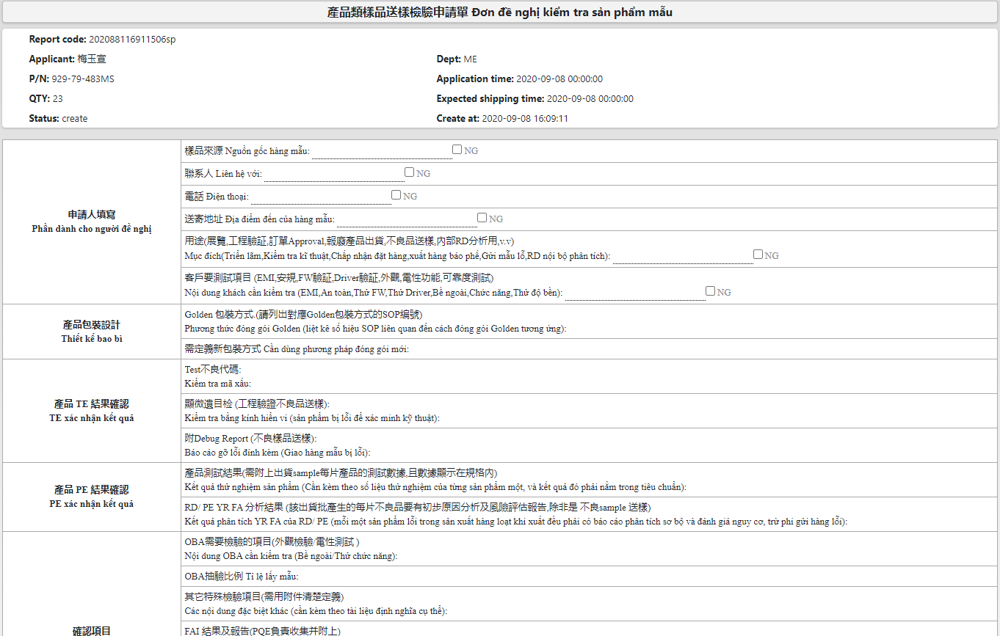 產品類樣品送樣檢驗申請單 Đơn đề nghị kiểm tra sản phẩm mẫu
Report code: 202088116911506sp
Applicant: 梅玉宣
Dept: ME
P/N: 929-79-483MS
Application time: 2020-09-08 00:00:00
QTY: 23
Expected shipping time: 2020-09-08 00:00:00
Status: create
Create at: 2020-09-08 16:09:11
申請人填寫
Phần dành cho người đề nghị
樣品來源 Nguồn gốc hàng mẫu: NG
聯系人 Liên hệ với: NG
電話 Điện thoại: NG
送寄地址 Địa điểm đến của hàng mẫu: NG
用途(展覽,工程驗証,訂單Approval,報廢產品出貨,不良品送樣,內部RD分析用,v.v)
Mục đích(Triển lãm,Kiểm tra kĩ thuật,Chấp nhận đặt hàng,xuất hàng báo phế,Gửi mẫu lỗ,RD nội bộ phân tích): NG
客戶要測試項目 (EMI,安規,FW驗証,Driver驗証,外觀,電性功能,可靠度測試)
Nội dung khách cần kiểm tra (EMI,An toàn,Thử FW,Thử Driver,Bề ngoài,Chức năng,Thử độ bền): NG
產品包裝設計
Thiết kế bao bì
Golden 包裝方式.(請列出對應Golden包裝方式的SOP編號)
Phương thức đóng gói Golden (liệt kê số hiệu SOP liên quan đến cách đóng gói Golden tương ứng):
需定義新包裝方式 Cần dùng phương pháp đóng gói mới:
產品 TE 結果確認
TE xác nhận kết quả
Test不良代碼:
Kiểm tra mã xấu:
顯微遺目检 (工程驗證不良品送樣):
Kiểm tra bằng kính hiển vi (sản phẩm bị lỗi để xác minh kỹ thuật):
附Debug Report (不良樣品送樣):
Báo cáo gỡ lỗi đính kèm (Giao hàng mẫu bị lỗi):
產品 PE 結果確認
PE xác nhận kết quả
產品測試結果(需附上出貨sample每片產品的測試數據,且數據顯示在規格內)
Kết quả thử nghiệm sản phẩm (Cần kèm theo số liệu thử nghiệm của từng sản phẩm một, và kết quả đó phải nằm trong tiêu chuẩn):
RD/ PE YR FA 分析結果 (該出貨批產生的每片不良品要有初步原因分析及風險評估報告,除非是 不良sample 送樣)
Kết quả phân tích YR FA của RD/ PE (mỗi một sản phẩm lỗi trong sản xuất hàng loạt khi xuất đều phải có báo cáo phân tích sơ bộ và đánh giá nguy cơ, trừ phi gửi hàng lỗi):
確認項目
OBA需要檢驗的項目(外觀檢驗/電性測試 )
Nội dung OBA cần kiểm tra (Bề ngoài/Thử chức năng):
OBA抽驗比例 Tỉ lệ lấy mẫu:
其它特殊檢驗項目(需用附件清楚定義)
Các nội dung đặc biệt khác (cần kèm theo tài liệu định nghĩa cụ thể):
FAI 結果及報告(PQE負責收集并附上)